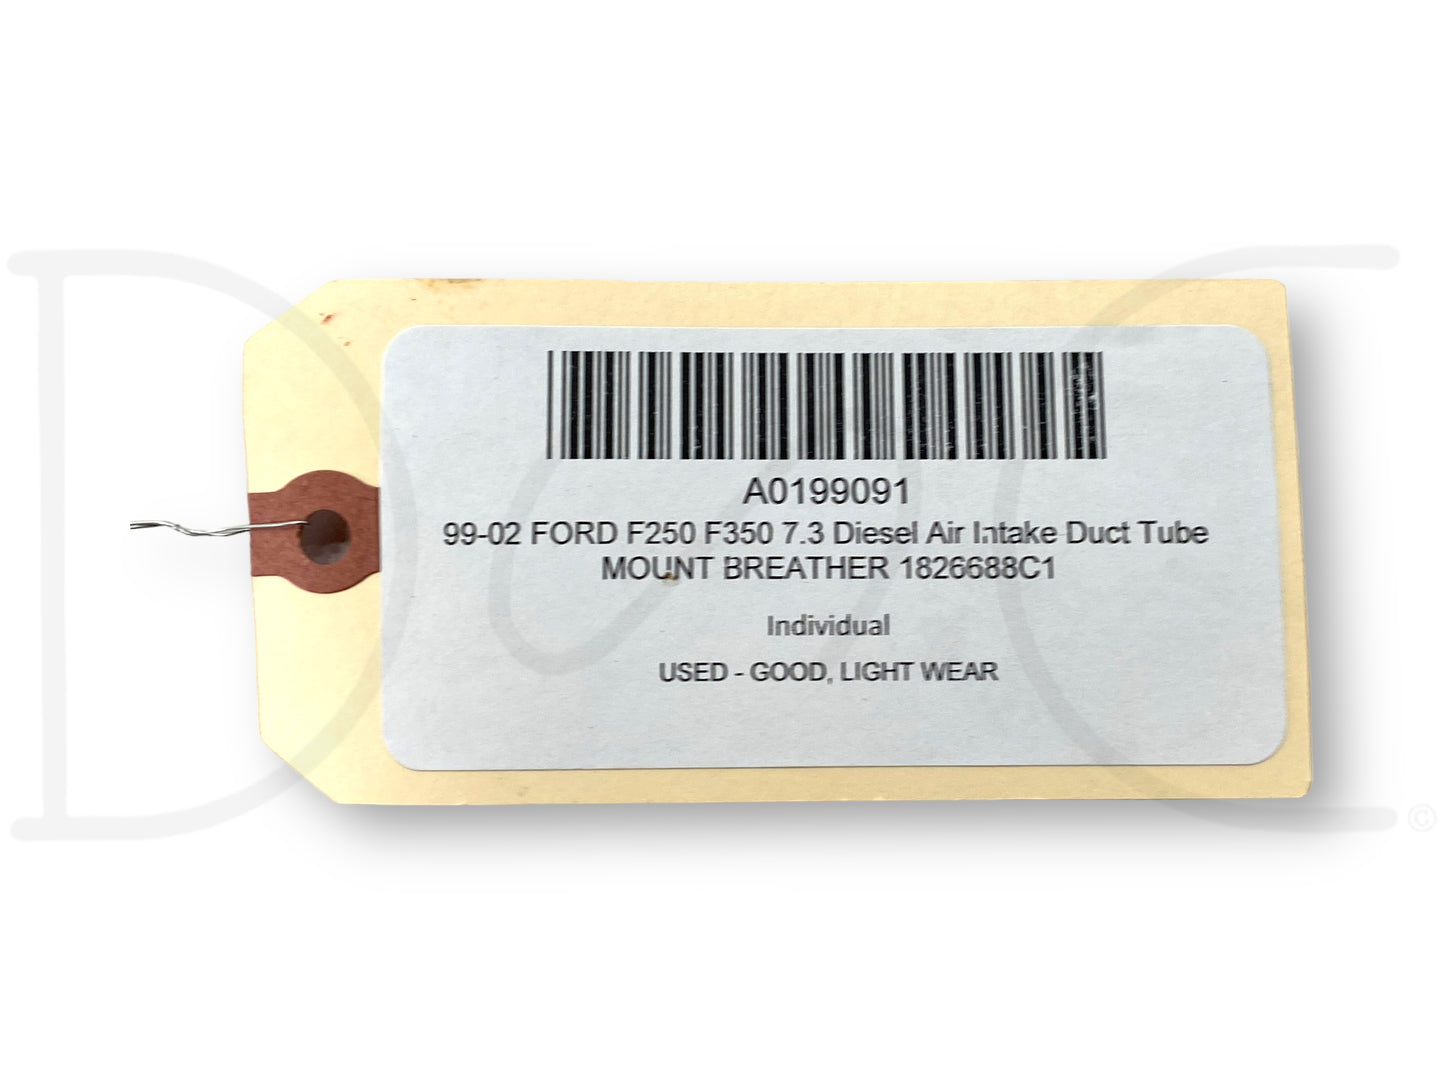 A0199091
99-02 FORD F250 F350 7.3 Diesel Air Intake Duct Tube
MOUNT BREATHER 1826688C1
Individual
USED - GOOD, LIGHT WEAR
©